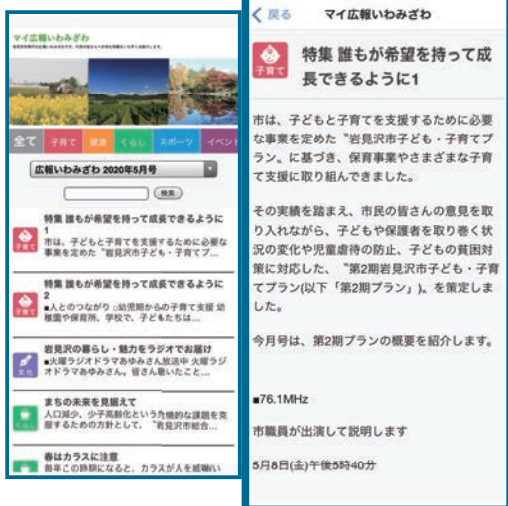 マイ広報いわみざわ
全て 子育て 健康 くらし スポーツ イベント
広報いわみざわ 2020年5月号
検索
子育て
特集 誰もが希望を持って成長できるように
1
市は、子どもと子育てを支援するために必要な
事業を定めた〝岩見沢市子ども・子育てプ...
子育て
特集 誰もが希望を持って成長できるように
2
■人とのつながり □幼児期からの子育て支援 幼
稚園や保育所、学校で、子どもたちは...
文化
岩見沢の暮らし・魅力をラジオでお届け
■火曜ラジオドラマあゆみさん放送中 火曜ラジ
オドラマあゆみさん。皆さん聴いたこと...
くらし
まちの未来を見据えて
人口減少、少子高齢化という危機的な課題を克
服するための方針として、〝岩見沢市総合...
春はカラスに注意
毎年この時期になると、カラスが人を威嚇い
戻る マイ広報いわみざわ
子育て
特集 誰もが希望を持って成
長できるように1
市は、子どもと子育てを支援するために必要
な事業を定めた〝岩見沢市子ども・子育てプ
ラン〟に基づき、保育事業やさまざまな子育
て支援に取り組んできました。
その実績を踏まえ、市民の皆さんの意見を取
り入れながら、子どもや保護者を取り巻く状
況の変化や児童虐待の防止、子どもの貧困対
策に対応した、〝第2期岩見沢市子ども・子育
てプラン(以下「第2期プラン」)〟を策定しま
した。
今月号は、第2期プランの概要を紹介します。
■76.1MHz
市職員が出演して説明します
5月8日(金)午後5時40分